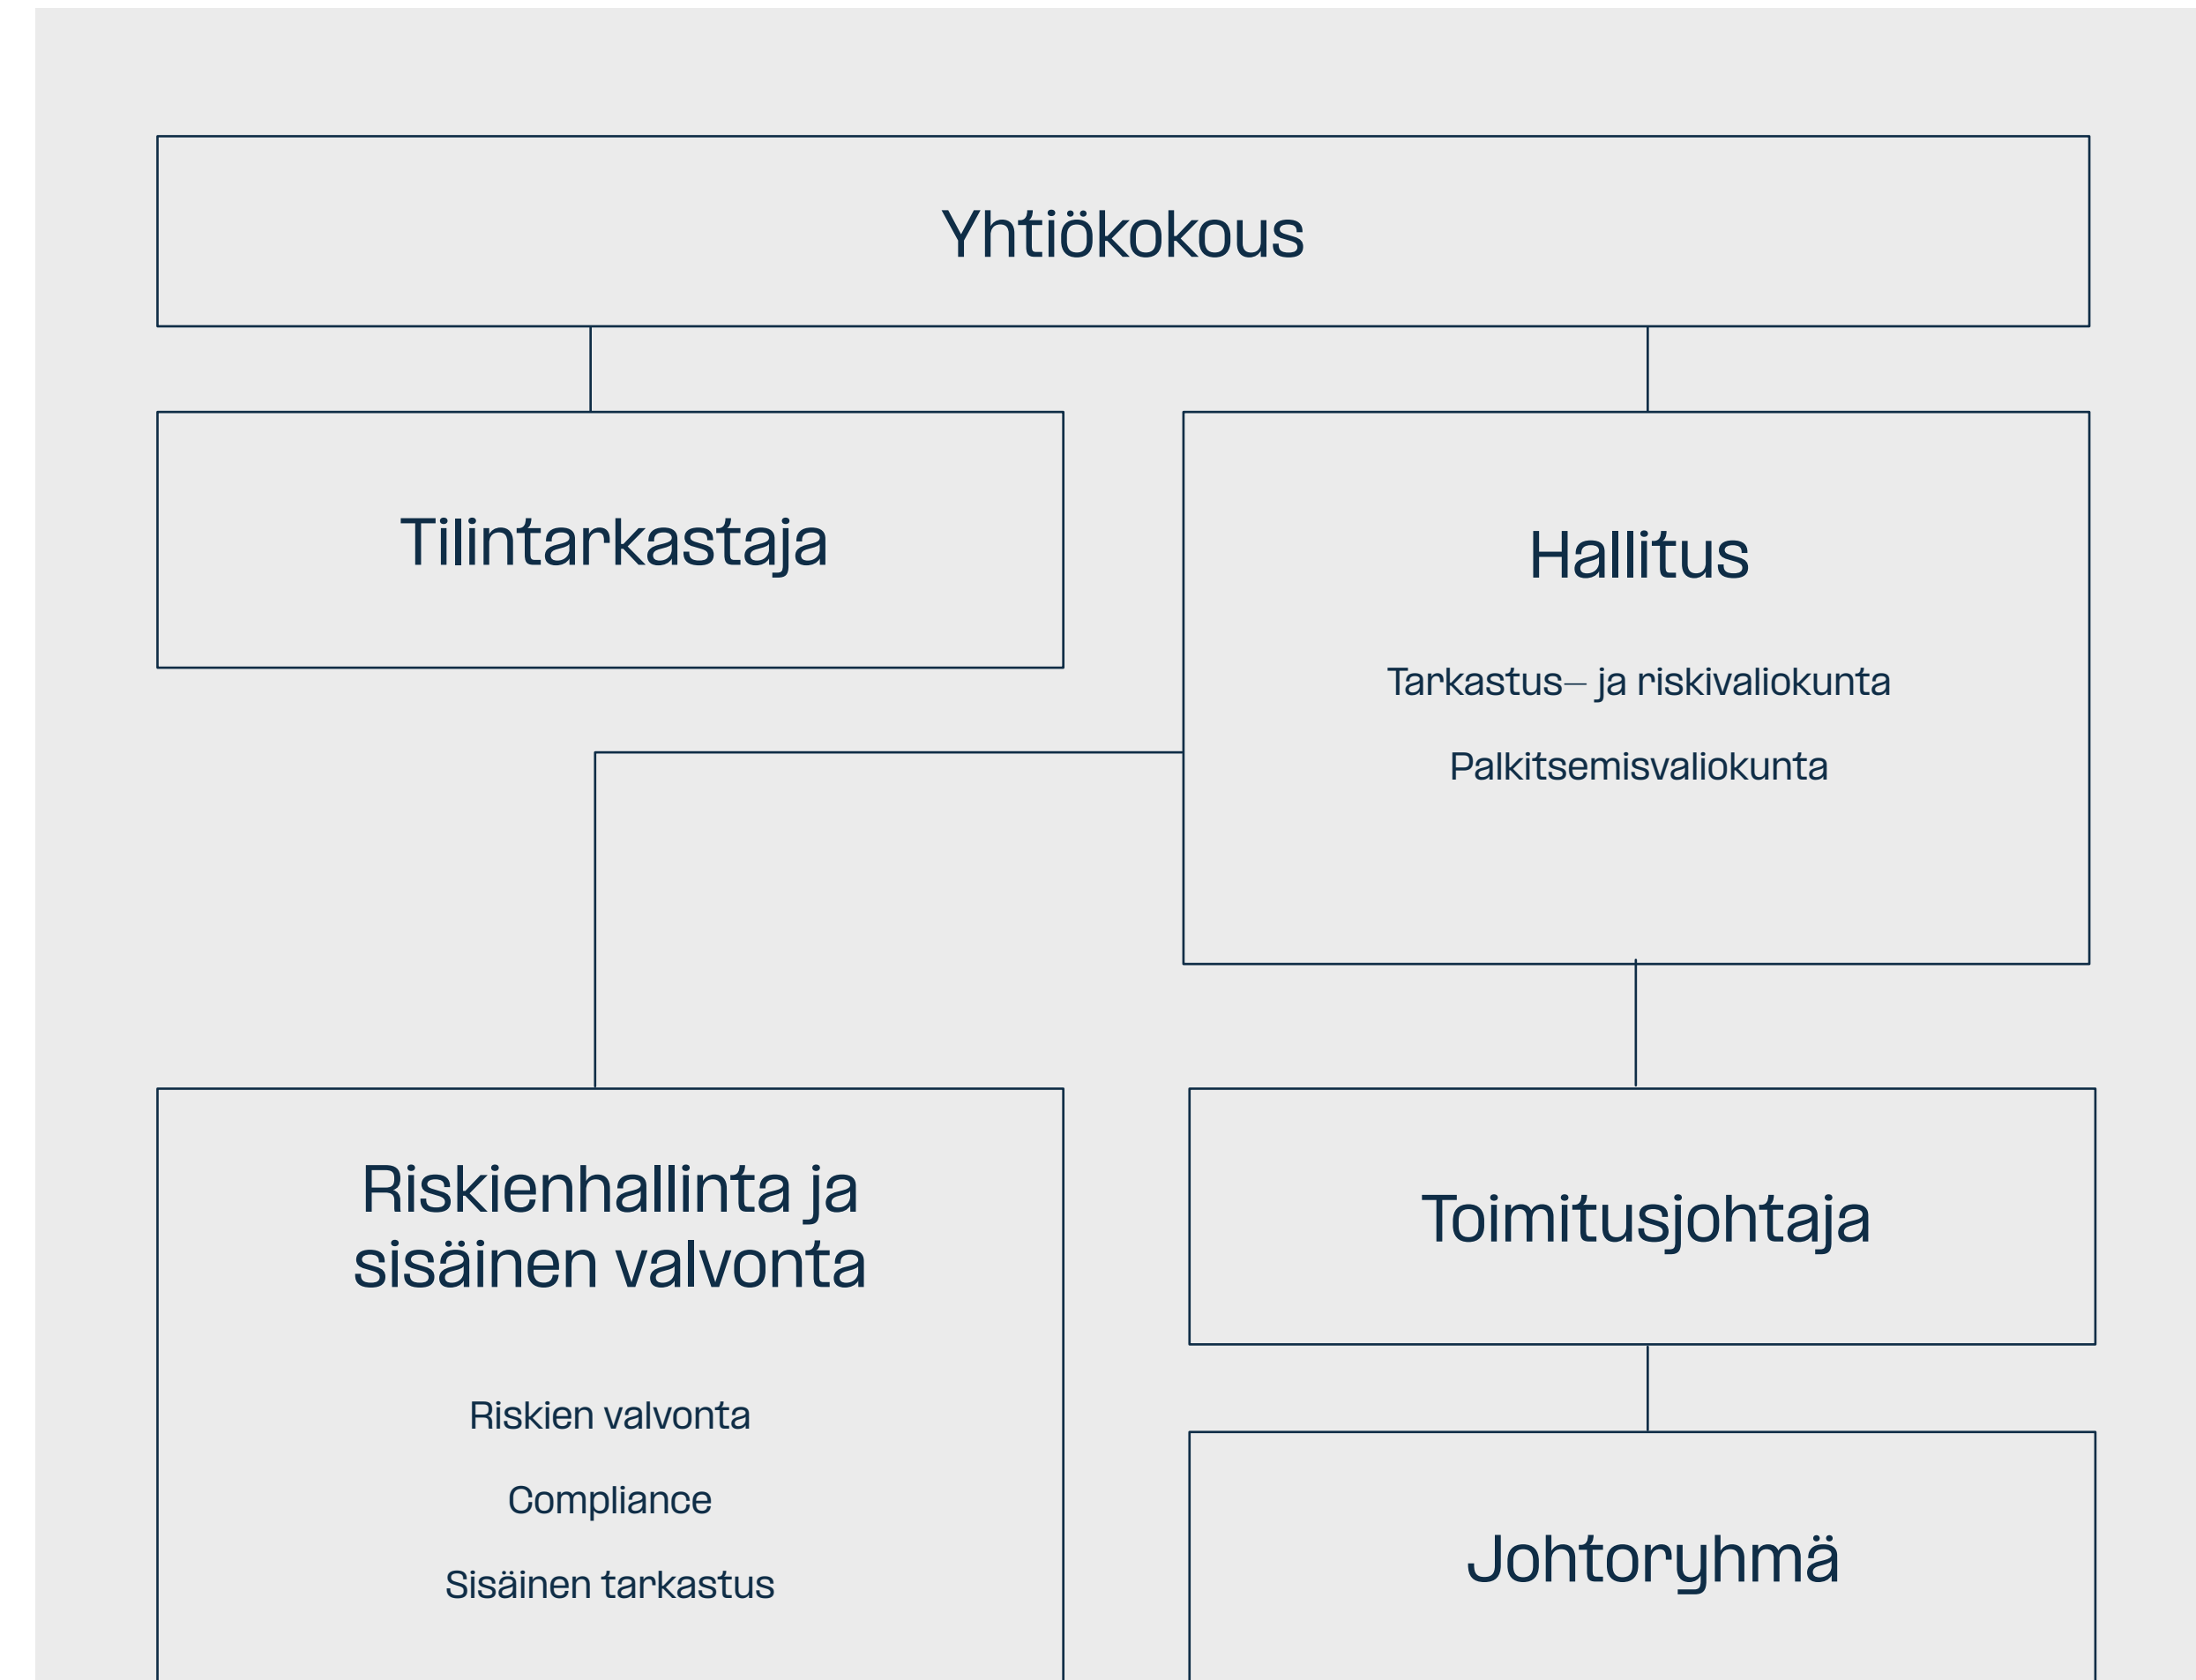 Yhtiökokous
Tilintarkastaja
Hallitus
Tarkastus– ja riskivaliokunta
Palkitsemisvaliokunta
Riskienhallinta ja
sisäinen valvonta
Riskien valvonta
Compliance
Sisäinen tarkastus
Toimitusjohtaja
Johtoryhmä